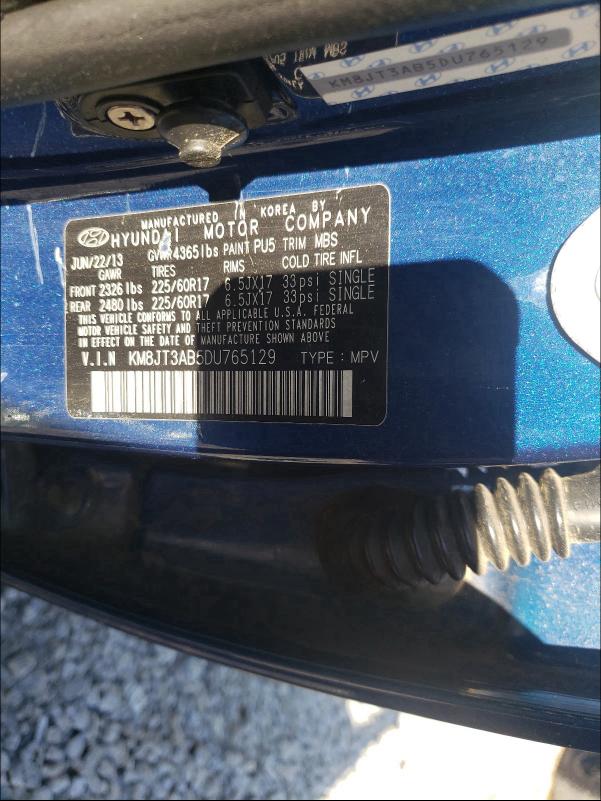 KM8JT3AB5DU765129
MANUFACTURED IN KOREA BY
HYUNDAI MOTOR COMPANY
JUN/22/13 GVWR4365lbs PAINT PU5 TRIM MBS
GAWR TIRES RIMS COLD TIRE INFL
FRONT 2326 lbs 225/60R17 6.5JX17 33psi SINGLE
REAR 2480 lbs 225/60R17 6.5JX17 33psi SINGLE
THIS VEHICLE CONFORMS TO ALL APPLICABLE U.S.A. FEDERAL
MOTOR VEHICLE SAFETY AND THEFT PREVENTION STANDARDS
IN EFFECT ON THE DATE OF MANUFACTURE SHOWN ABOVE
V.I.N KM8JT3AB5DU765129 TYPE : MPV